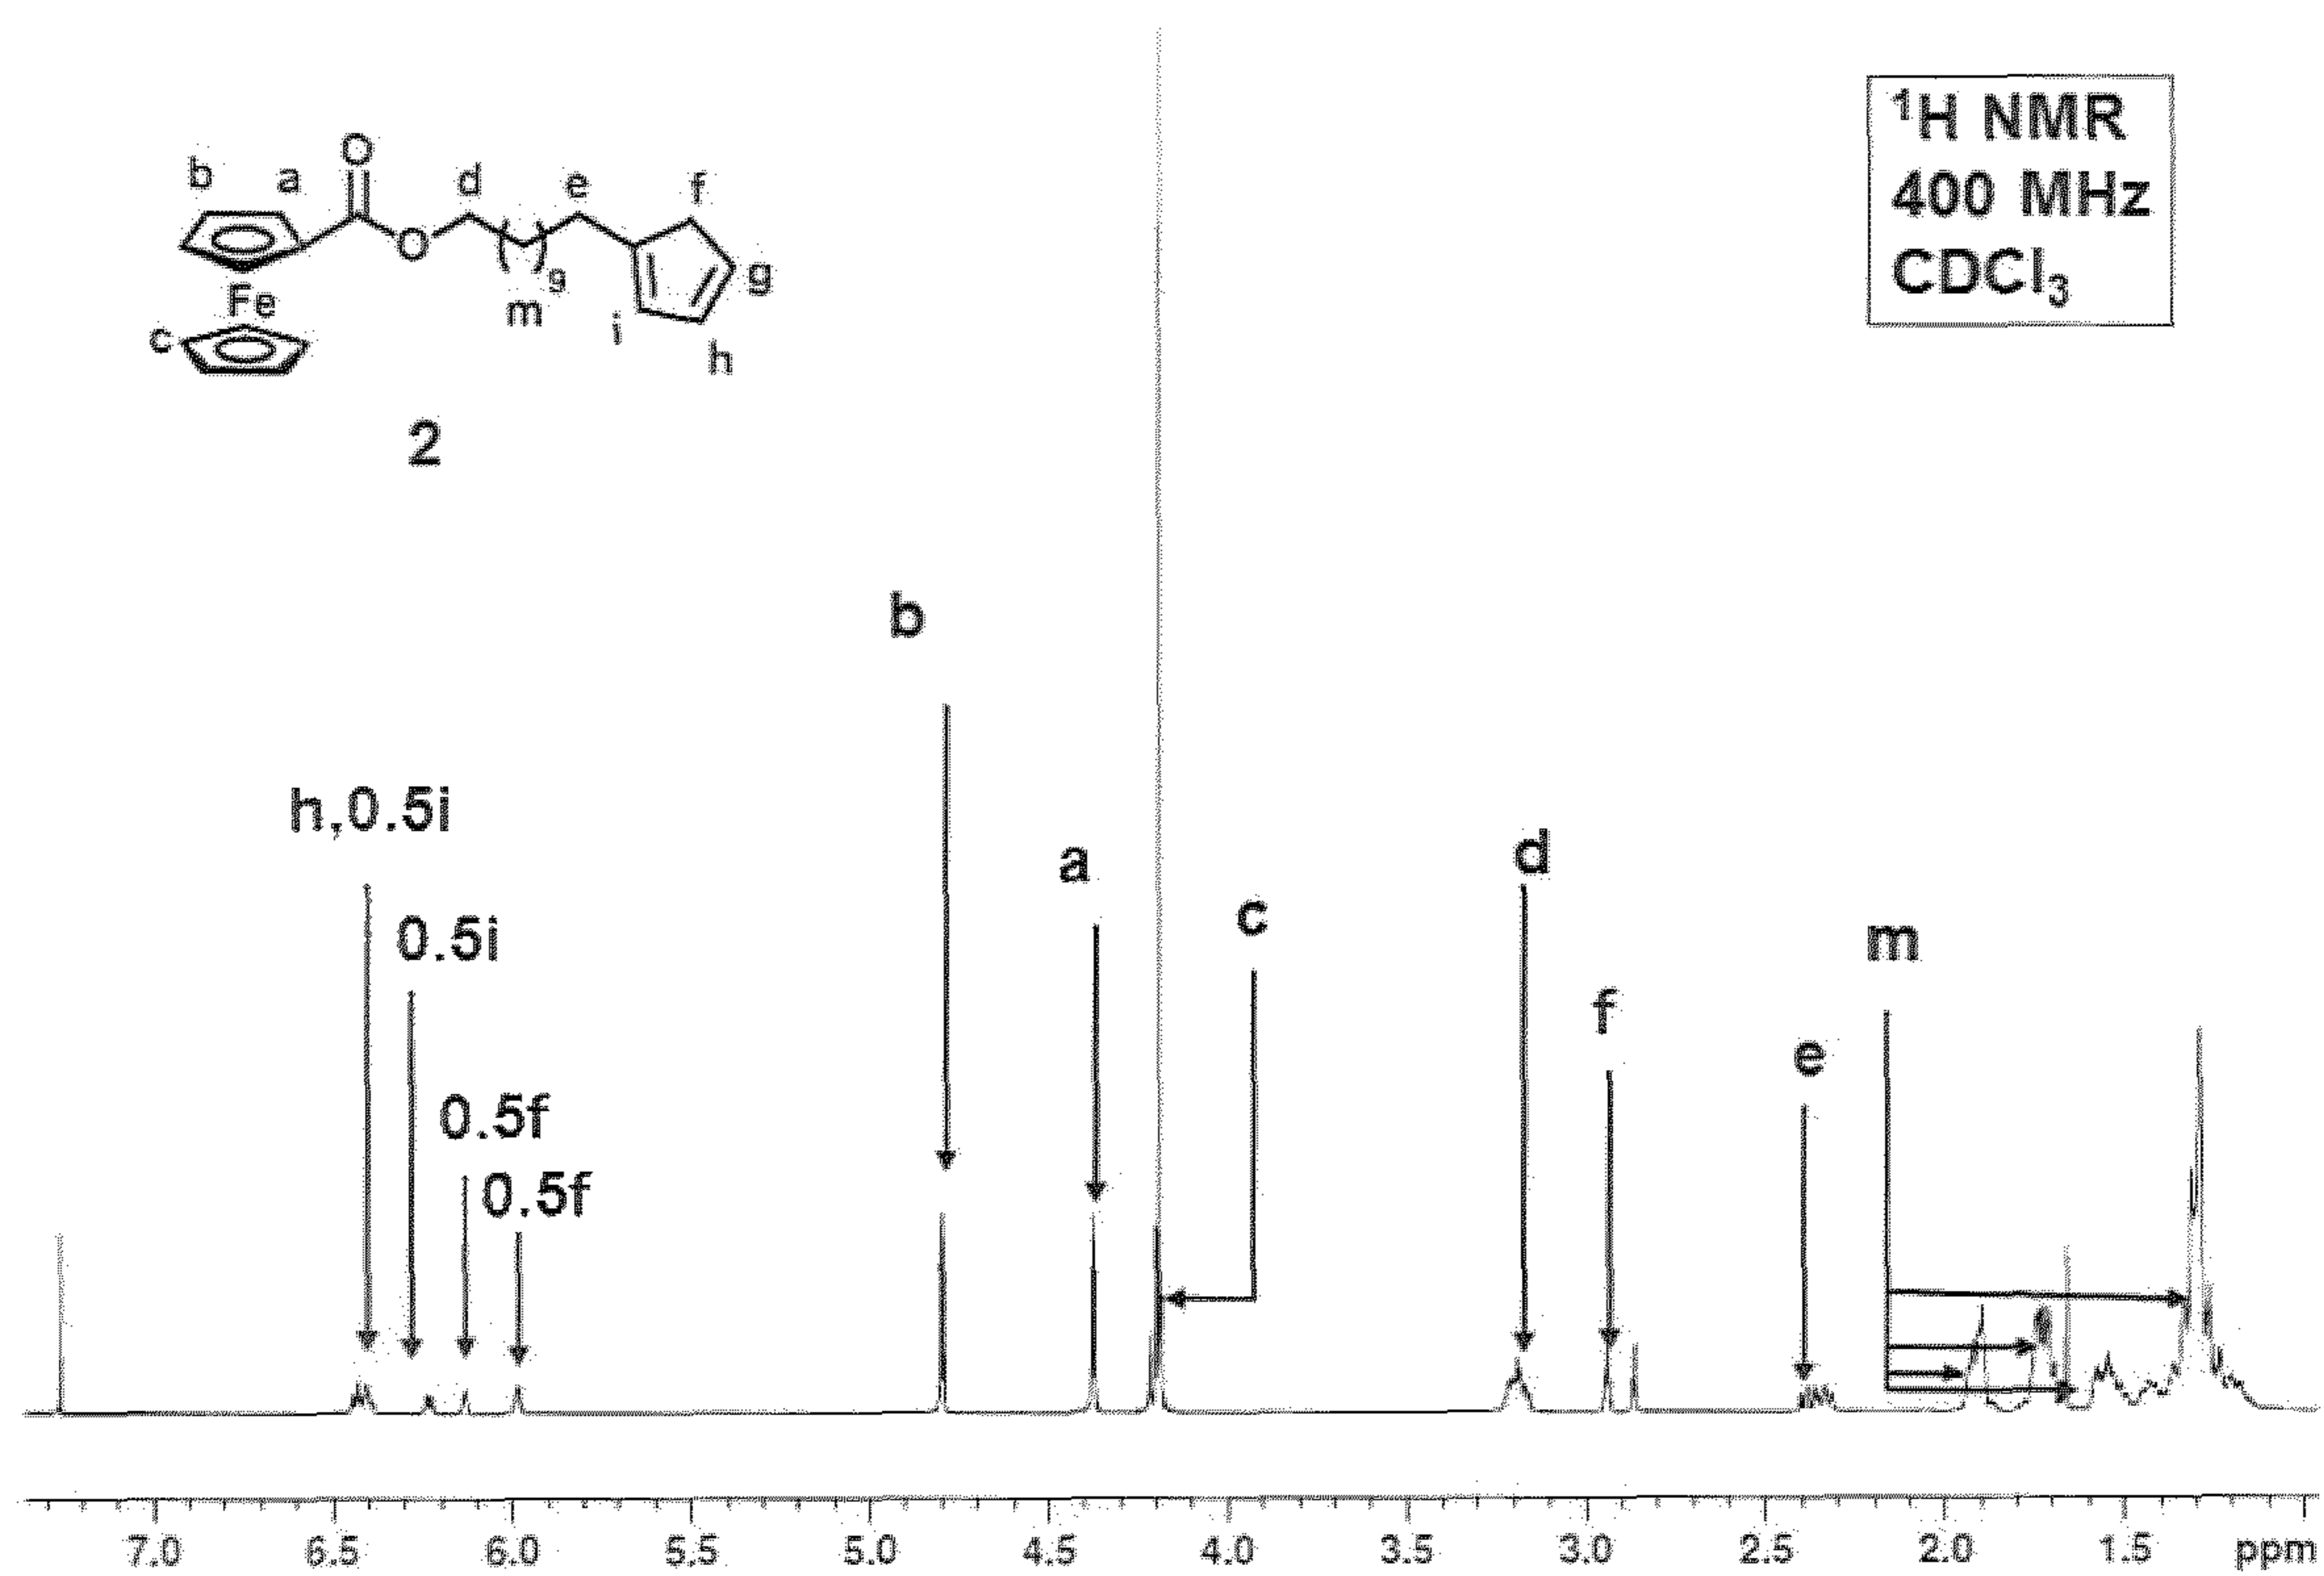 ¹H NMR
400 MHz
CDCl₃
O
b
a
d
e
f
O
( )₉
g
Fe
m
i
c
h
2
b
h,0.5i
a
d
c
0.5i
m
f
e
0.5f
0.5f
7.0 6.5 6.0 5.5 5.0 4.5 4.0 3.5 3.0 2.5 2.0 1.5 ppm